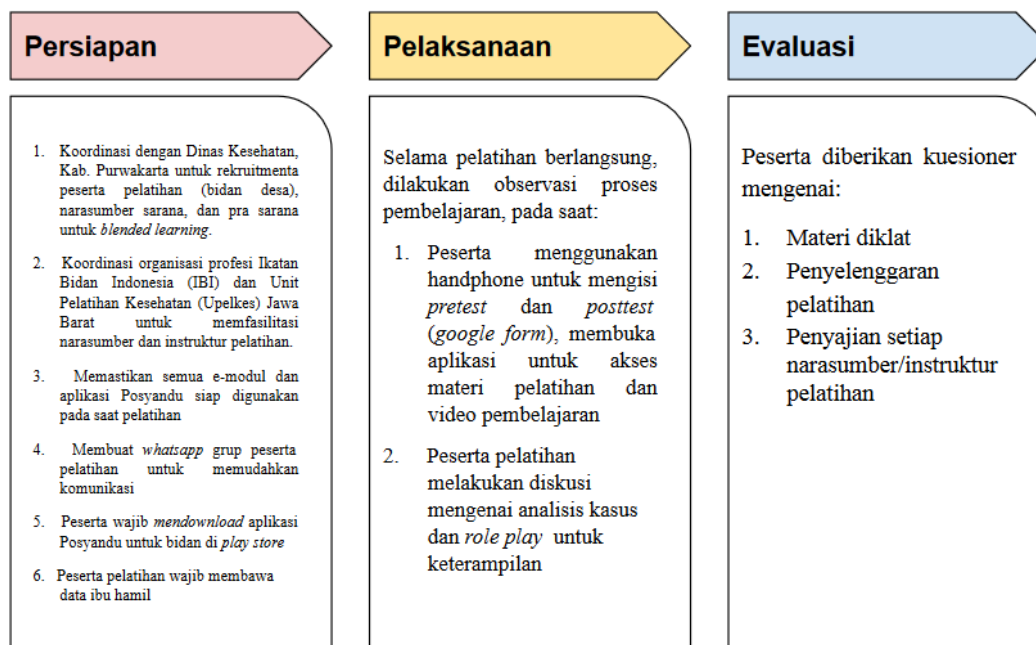 Persiapan
1. Koordinasi dengan Dinas Kesehatan,
Kab. Purwakarta untuk rekruitmenta
peserta pelatihan (bidan desa),
narasumber sarana, dan pra sarana
untuk blended learning.
2. Koordinasi organisasi profesi Ikatan
Bidan Indonesia (IBI) dan Unit
Pelatihan Kesehatan (Upelkes) Jawa
Barat untuk memfasilitasi
narasumber dan instruktur pelatihan.
3. Memastikan semua e-modul dan
aplikasi Posyandu siap digunakan
pada saat pelatihan
4. Membuat whatsapp grup peserta
pelatihan untuk memudahkan
komunikasi
5. Peserta wajib mendownload aplikasi
Posyandu untuk bidan di play store
6. Peserta pelatihan wajib membawa
data ibu hamil
Pelaksanaan
Selama pelatihan berlangsung,
dilakukan observasi proses
pembelajaran, pada saat:
1. Peserta menggunakan
handphone untuk mengisi
pretest dan posttest
(google form), membuka
aplikasi untuk akses
materi pelatihan dan
video pembelajaran
2. Peserta pelatihan
melakukan diskusi
mengenai analisis kasus
dan role play untuk
keterampilan
Evaluasi
Peserta diberikan kuesioner
mengenai:
1. Materi diklat
2. Penyelenggaran
pelatihan
3. Penyajian setiap
narasumber/instruktur
pelatihan